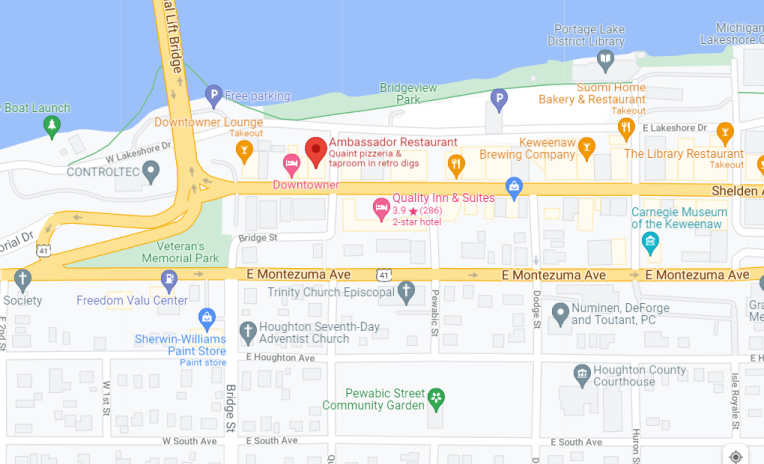 al Lift Bridge
Portage Lake
District Library
Michigan
Lakeshore C
Free parking
Bridgeview
Park
Suomi Home
Bakery & Restaurant
Takeout
Boat Launch
Downtowner Lounge
Takeout
Ambassador Restaurant
Quaint pizzeria &
taproom in retro digs
Keweenaw
Brewing Company
E Lakeshore Dr
W Lakeshore Dr
The Library Restaurant
Takeout
CONTROLTEC
Downtowner
Quality Inn & Suites
3.9 ★ (286)
2-star hotel
Shelden A
Carnegie Museum
of the Keweenaw
orial Dr
41
Bridge St
Veteran's
Memorial Park
E Montezuma Ave
41
E Montezuma Ave
E Montezuma Ave
Society
Freedom Valu Center
Trinity Church Episcopal
Pewabic St
Dodge St
Numinen, DeForge
and Toutant, PC
Gra
Me
E 2nd St
Sherwin-Williams
Paint Store
Paint store
Houghton Seventh-Day
Adventist Church
E Houghton Ave
E H
Houghton County
Courthouse
W 1st St
Bridge St
Pewabic Street
Community Garden
Isle Royale St
Huron St
W South Ave
E South Ave
E South Ave
Qu
D